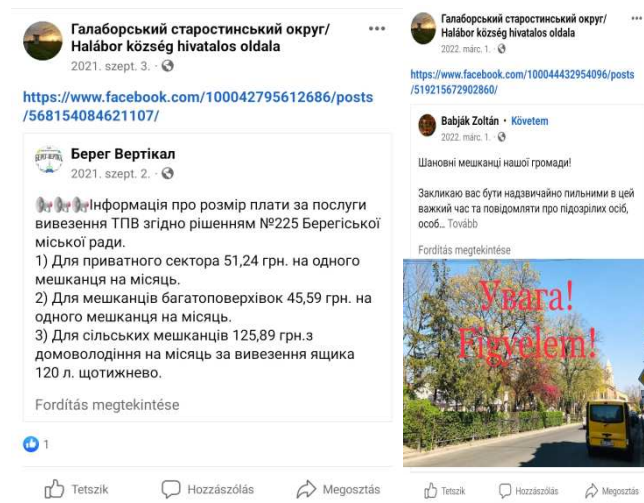 Галаборський старостинський округ/
Halábor község hivatalos oldala
2021. szept. 3.
https://www.facebook.com/100042795612686/posts
/568154084621107/
Берег Вертікал
2021. szept. 2.
Інформація про розмір плати за послуги
вивезення ТПВ згідно рішенням №225 Берегіської
міської ради.
1) Для приватного сектора 51,24 грн. на одного
мешканця на місяць.
2) Для мешканців багатоповерхівок 45,59 грн. на
одного мешканця на місяць.
3) Для сільських мешканців 125,89 грн.з
домоволодіння на місяць за вивезення ящика
120 л. щотижнево.
Fordítás megtekintése
1
Tetszik Hozzászólás Megosztás
Галаборський старостинський округ/
Halábor község hivatalos oldala
2022. márc. 1.
https://www.facebook.com/100044432954096/posts
/519215672902860/
Babják Zoltán • Követem
2022. márc. 1.
Шановні мешканці нашої громади!
Закликаю вас бути надзвичайно пильними в цей
важкий час та повідомляти про підозрілих осіб,
особ... Tovább
Fordítás megtekintése
Увага!
Figyelem!
Tetszik Hozzászólás Megosztás